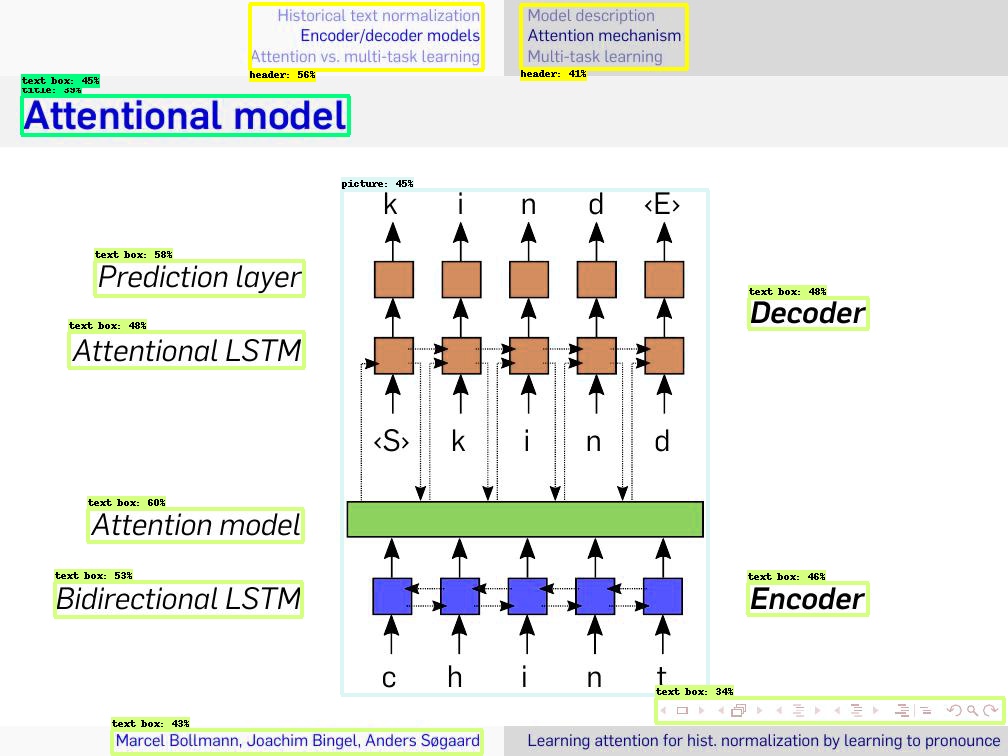 Historical text normalization
Encoder/decoder models
Attention vs. multi-task learning
header: 56%
Model description
Attention mechanism
Multi-task learning
header: 41%
text box: 45%
title: 39%
Attentional model
picture: 45%
k i n d ‹E›
text box: 58%
Prediction layer
text box: 48%
Decoder
text box: 48%
Attentional LSTM
‹S› k i n d
text box: 60%
Attention model
text box: 53%
Bidirectional LSTM
text box: 46%
Encoder
c h i n t
text box: 34%
text box: 43%
Marcel Bollmann, Joachim Bingel, Anders Søgaard
Learning attention for hist. normalization by learning to pronounce